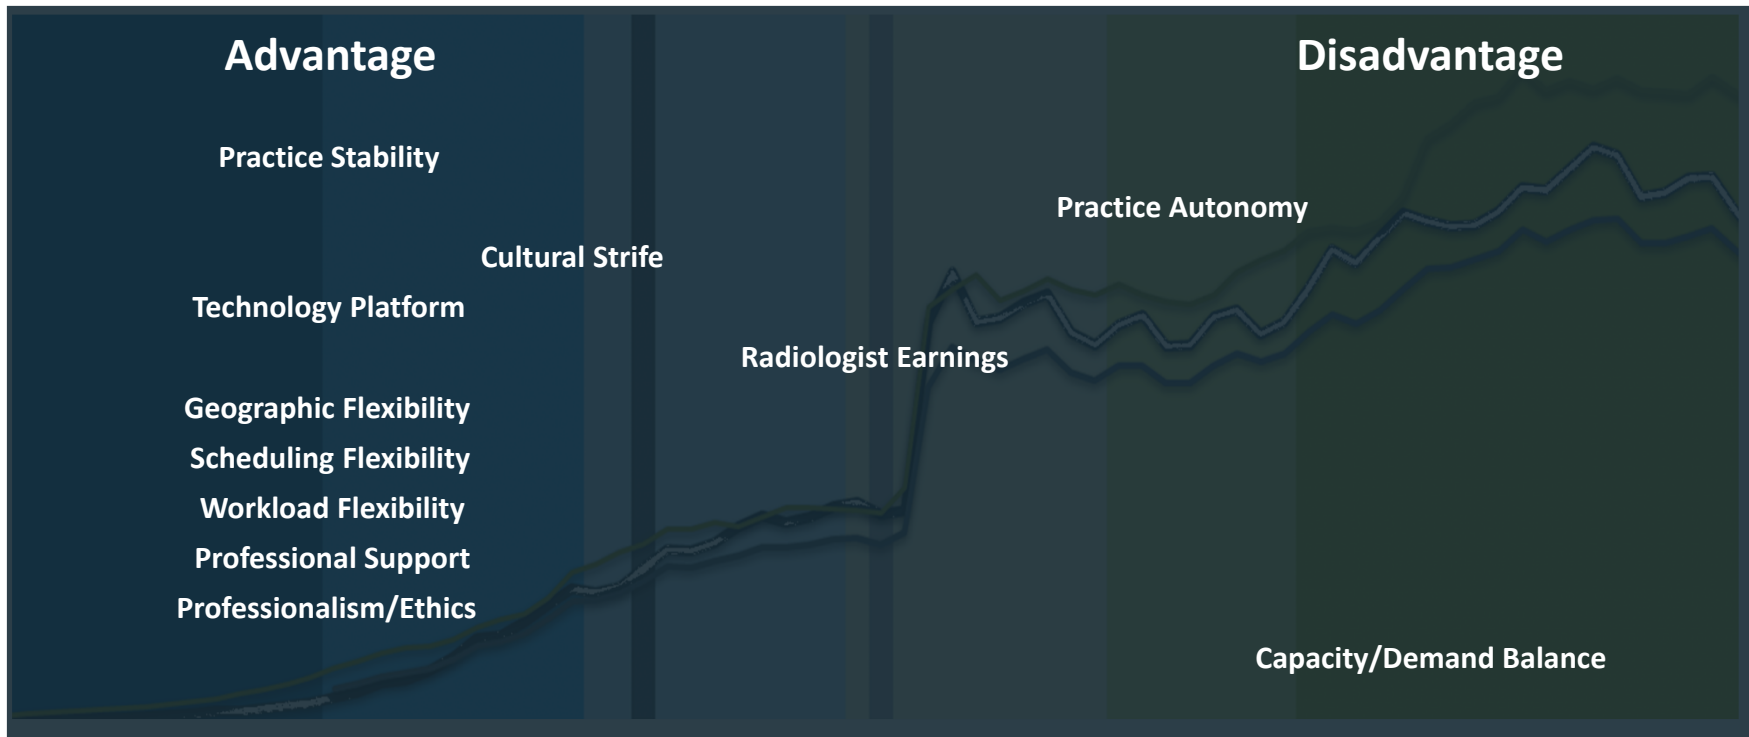 Advantage
Disadvantage
Practice Stability
Practice Autonomy
Cultural Strife
Technology Platform
Radiologist Earnings
Geographic Flexibility
Scheduling Flexibility
Workload Flexibility
Professional Support
Professionalism/Ethics
Capacity/Demand Balance